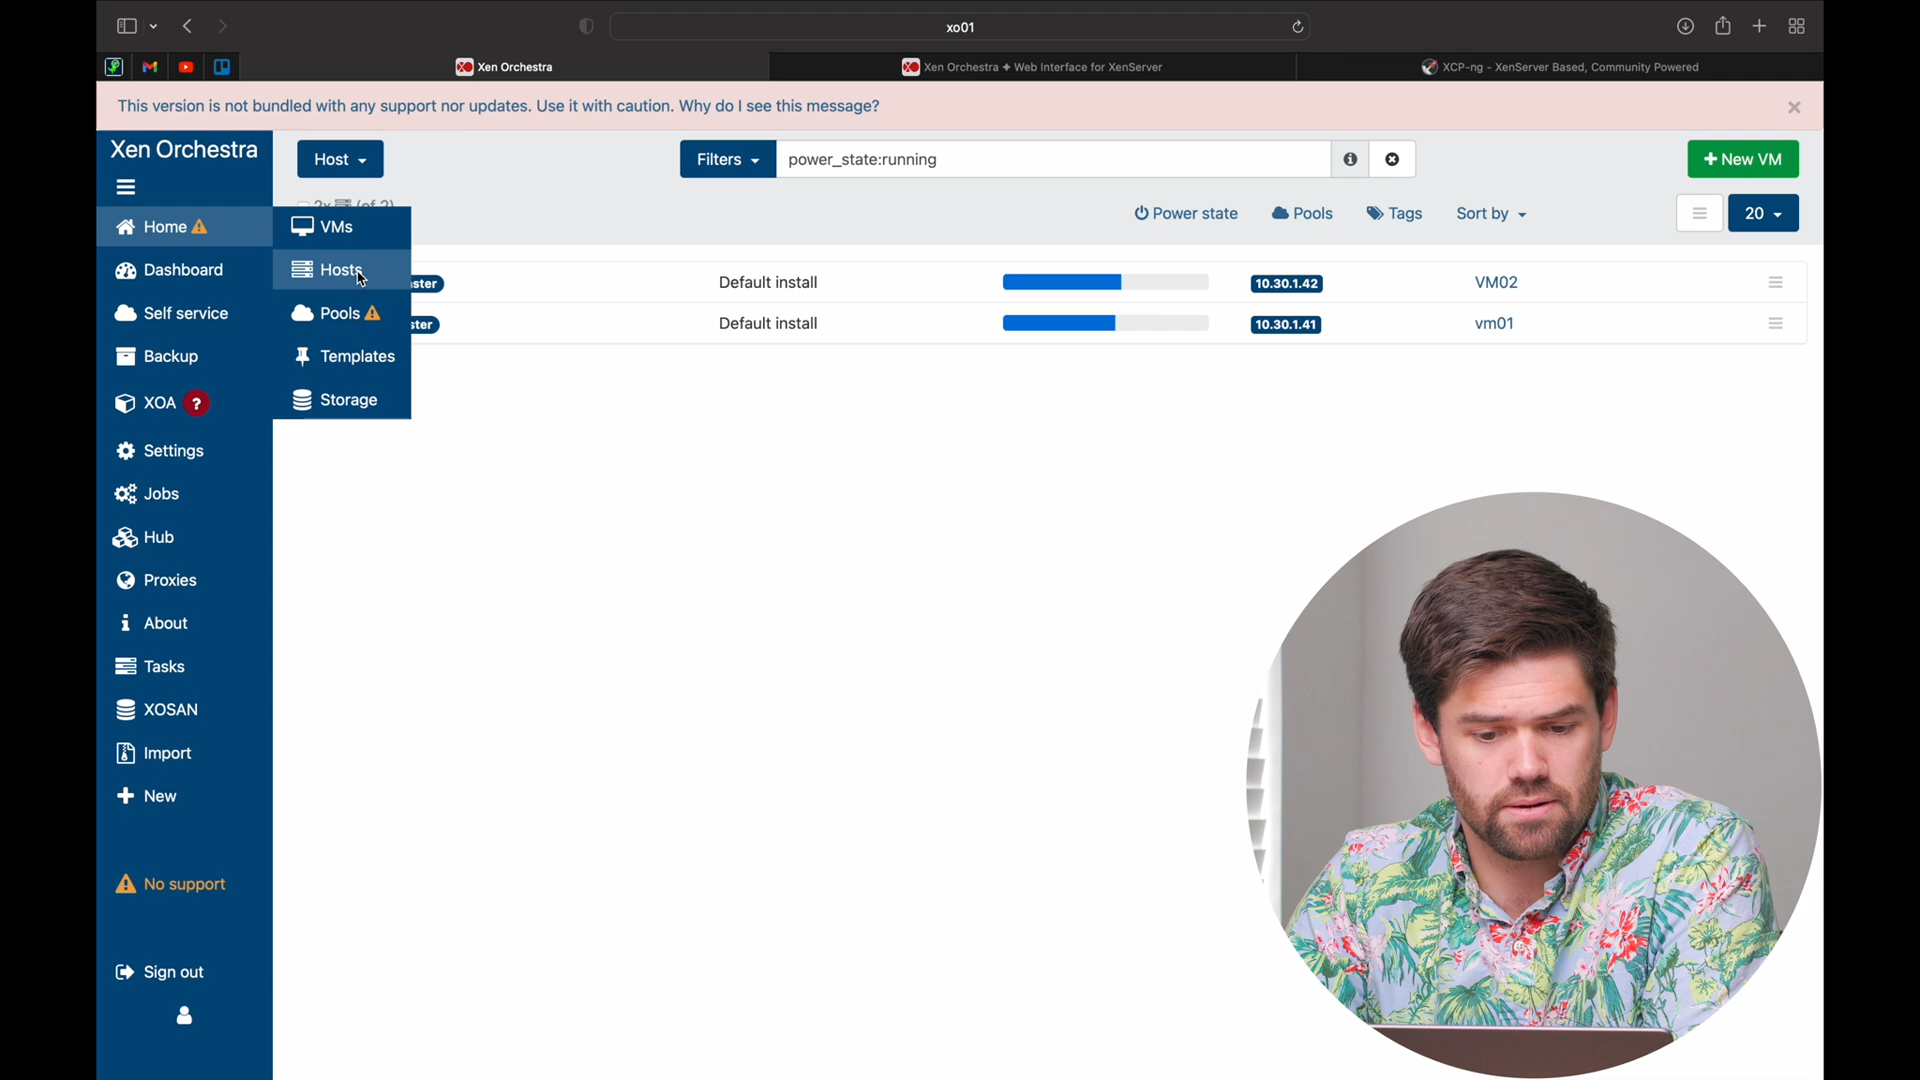 xo01
Xen Orchestra
Xen Orchestra ✦ Web Interface for XenServer
XCP-ng - XenServer Based, Community Powered
This version is not bundled with any support nor updates. Use it with caution. Why do I see this message?
Xen Orchestra
Host
Filters
power_state:running
+ New VM
2x (of 2)
Power state
Pools
Tags
Sort by
20
Home
Dashboard
Self service
Backup
XOA ?
Settings
Jobs
Hub
Proxies
About
Tasks
XOSAN
Import
New
No support
Sign out
VMs
Hosts
Pools
Templates
Storage
ster
Default install
10.30.1.42
VM02
ster
Default install
10.30.1.41
vm01